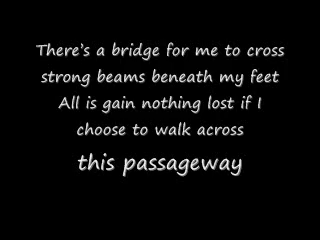 There's a bridge for me to cross
strong beams beneath my feet
All is gain nothing lost if I
choose to walk across
this passageway